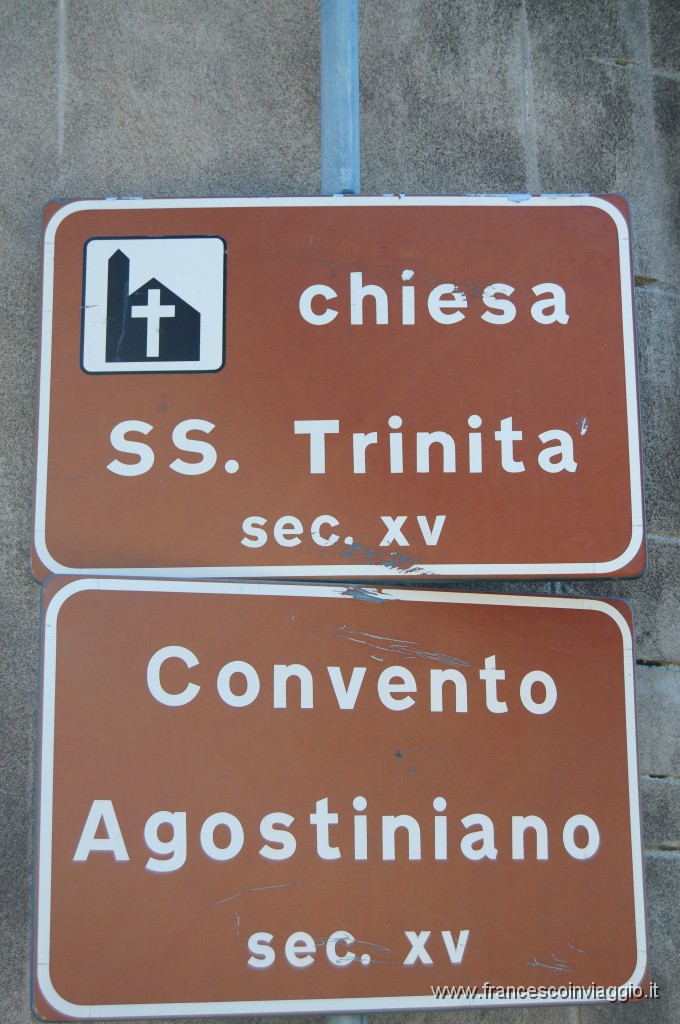 chiesa
SS. Trinita'
sec. xv
Convento
Agostiniano
sec. xv
www.francescoinviaggio.it